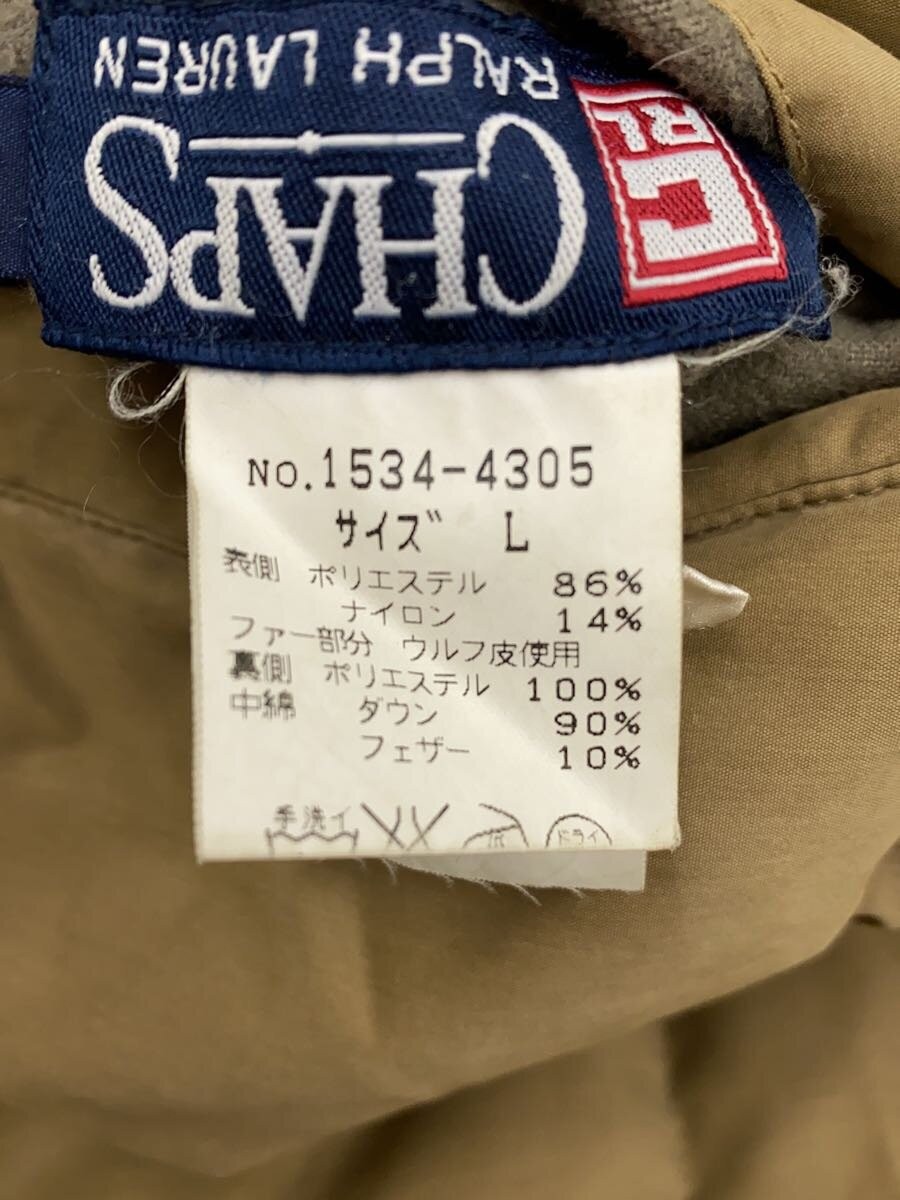 CHAPS
RALPH LAUREN
C
RL
NO.1534-4305
サイズ L
表側 ポリエステル 86%
ナイロン 14%
ファー部分 ウルフ皮使用
裏側 ポリエステル 100%
中綿 ダウン 90%
フェザー 10%
手洗イ
ドライ